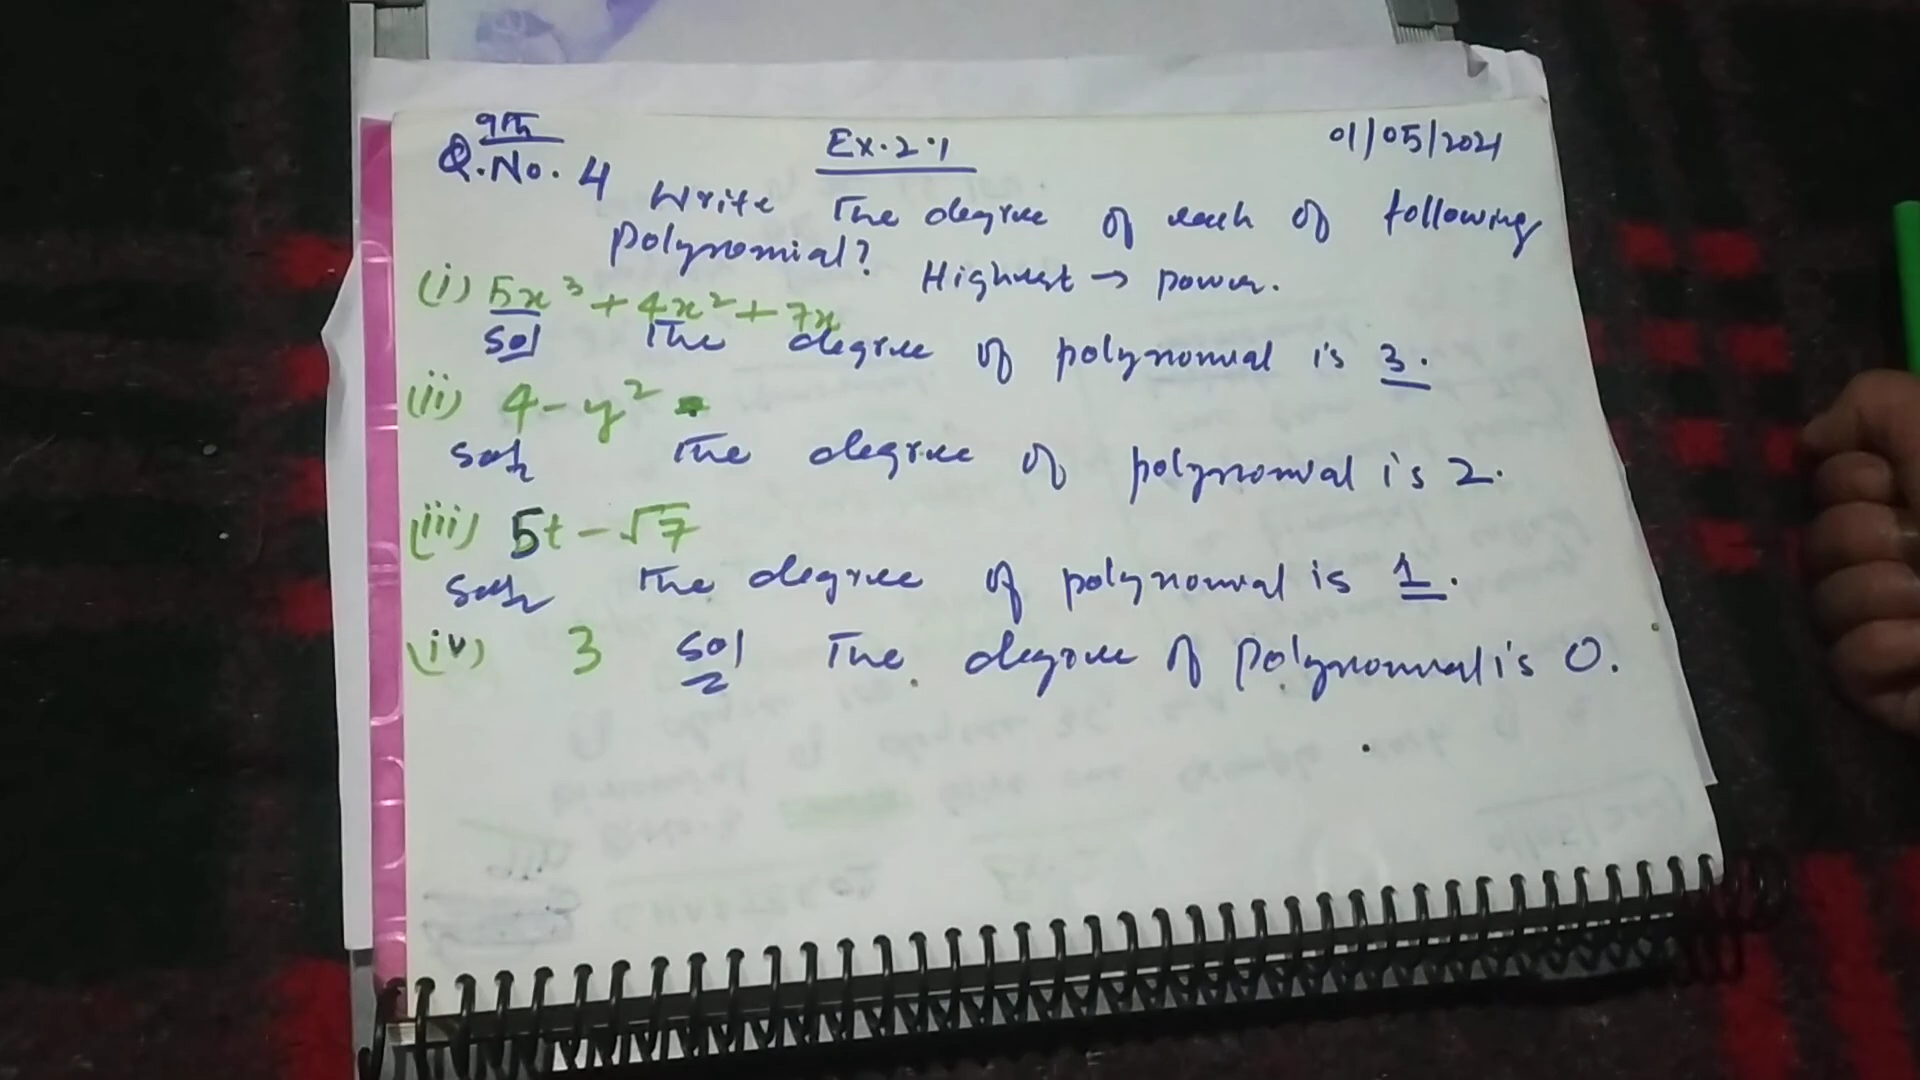 9th Ex.2.1 01/05/2021
Q.No. 4 Write The degree of each of following
polynomial? Highest → power.
(i) 5x³ + 4x² + 7x
Sol The degree of polynomial is 3.
(ii) 4 - y²
Soln The degree of polynomial is 2.
(iii) 5t - √7
Soln The degree of polynomial is 1.
(iv) 3 Sol The degree of polynomial is 0.